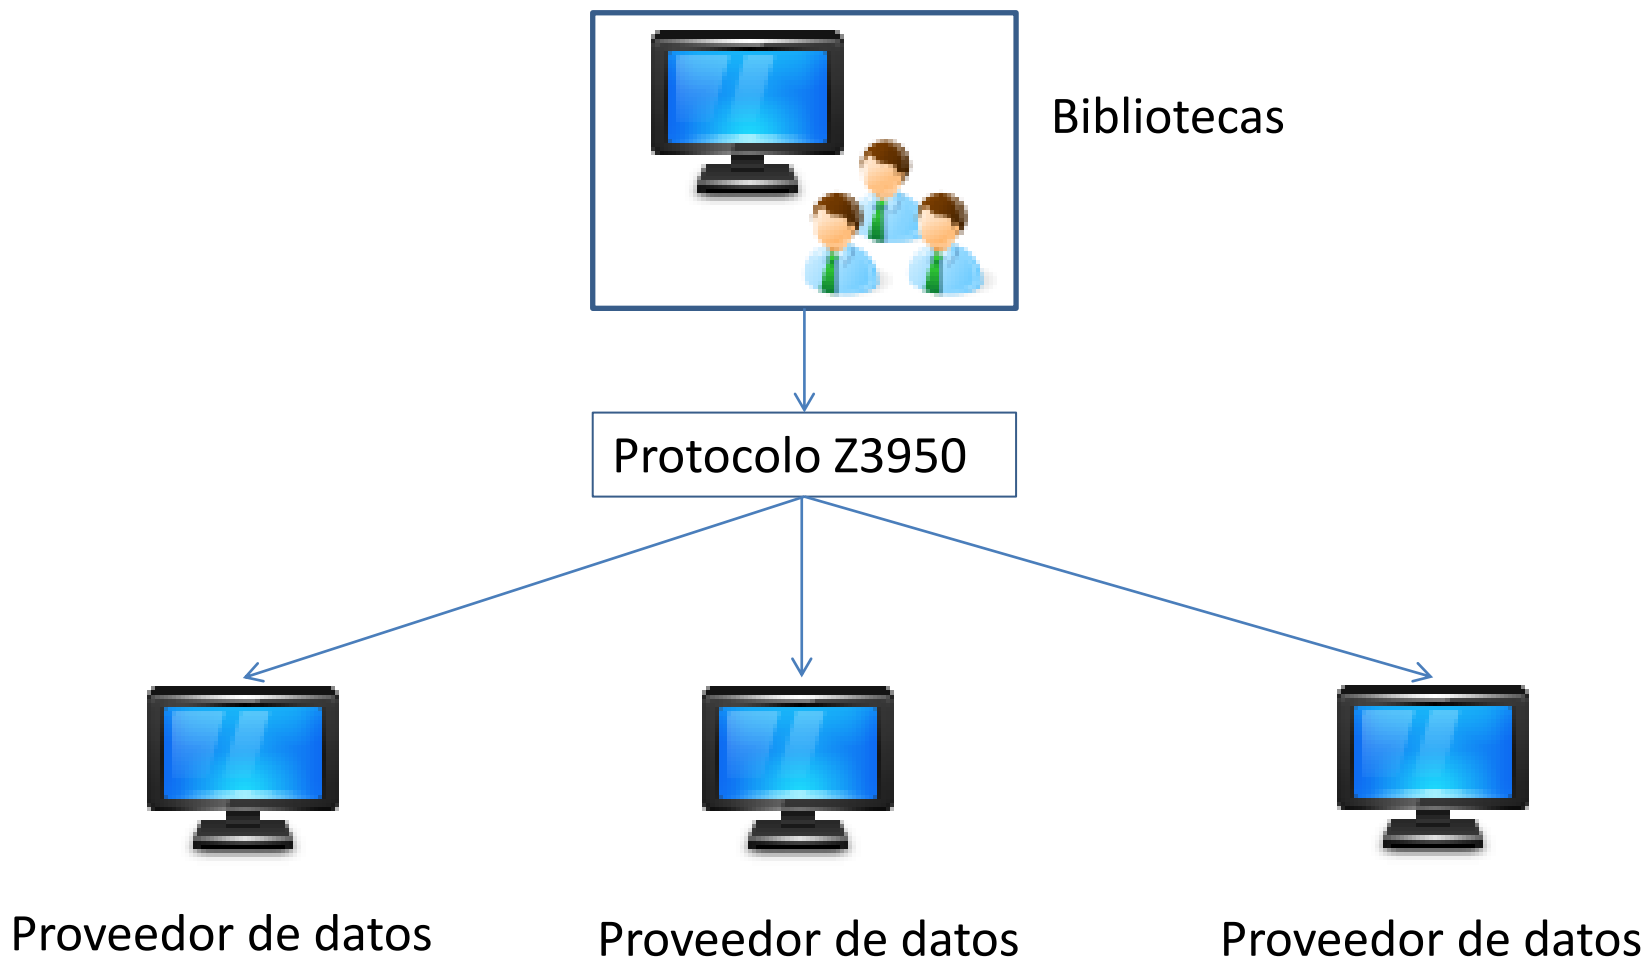 Bibliotecas
Protocolo Z3950
Proveedor de datos
Proveedor de datos
Proveedor de datos